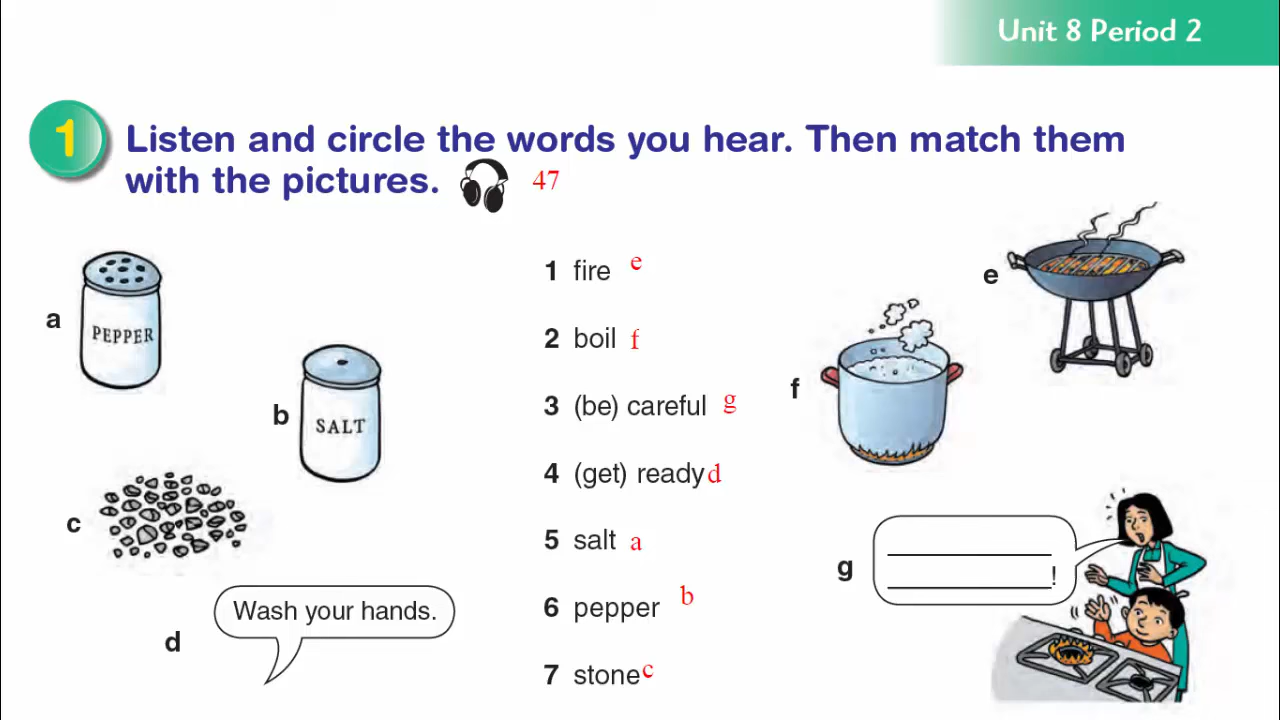 Unit 8 Period 2
1 Listen and circle the words you hear. Then match them
with the pictures. 47
a PEPPER
b SALT
c
d Wash your hands.
1 fire e
2 boil f
3 (be) careful g
4 (get) ready d
5 salt a
6 pepper b
7 stone c
e
f
g !